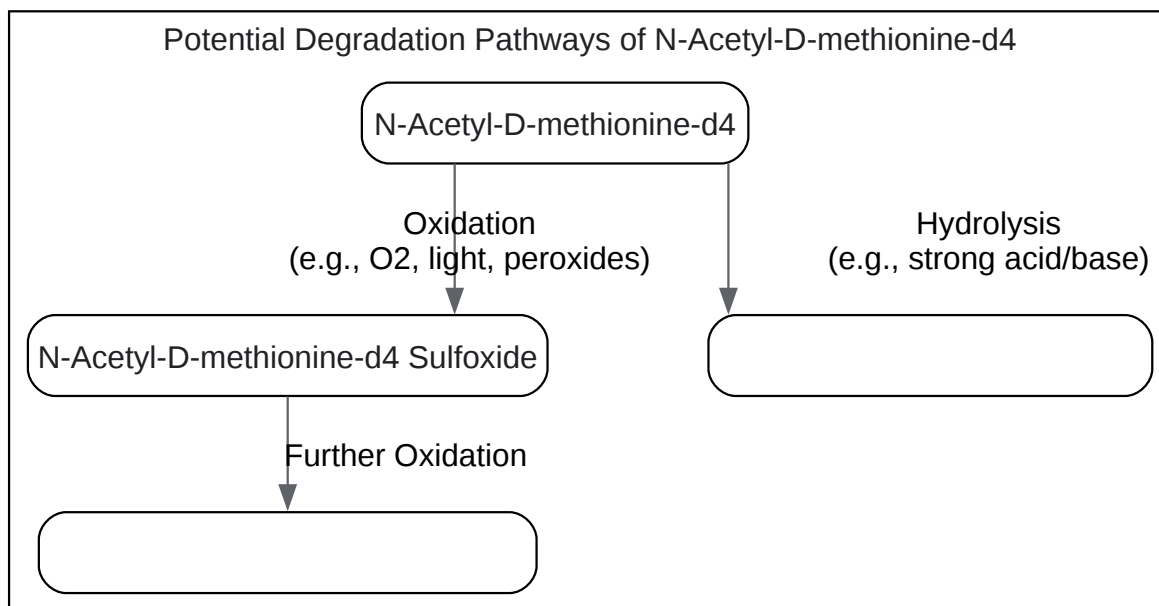 Potential Degradation Pathways of N-Acetyl-D-methionine-d4
N-Acetyl-D-methionine-d4
Oxidation
(e.g., O2, light, peroxides)
Hydrolysis
(e.g., strong acid/base)
N-Acetyl-D-methionine-d4 Sulfoxide
Further Oxidation